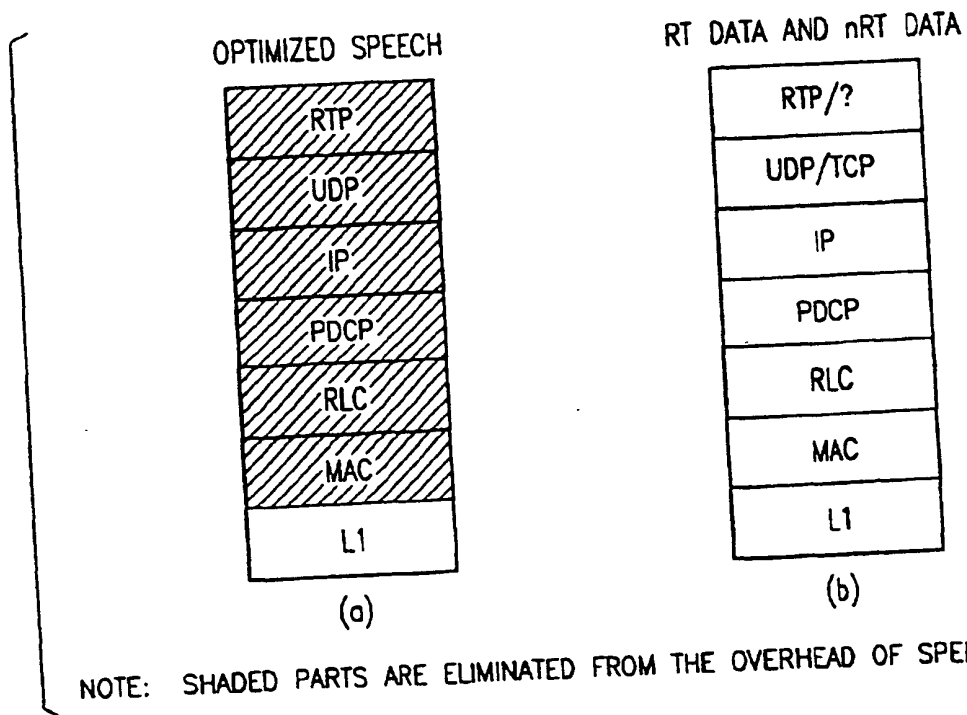 OPTIMIZED SPEECH
RTP
UDP
IP
PDCP
RLC
MAC
L1
(a)
RT DATA AND nRT DATA
RTP/?
UDP/TCP
IP
PDCP
RLC
MAC
L1
(b)
NOTE: SHADED PARTS ARE ELIMINATED FROM THE OVERHEAD OF